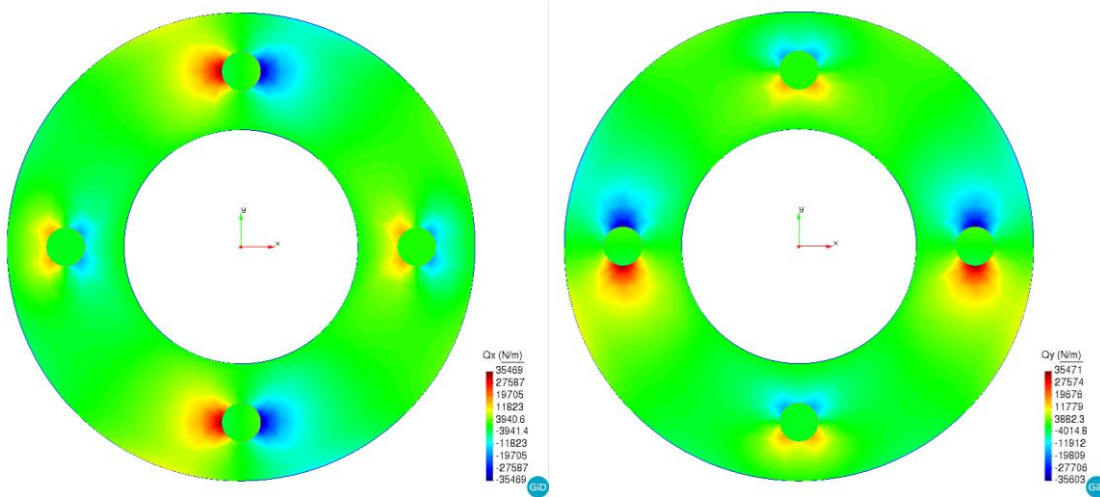 y
x
Qx (N/m)
35469
27587
19705
11823
3940.6
-3941.4
-11823
-19705
-27587
-35469
GiD
y
x
Qy (N/m)
35471
27574
19676
11779
3882.3
-4014.8
-11912
-19809
-27706
-35603
GiD